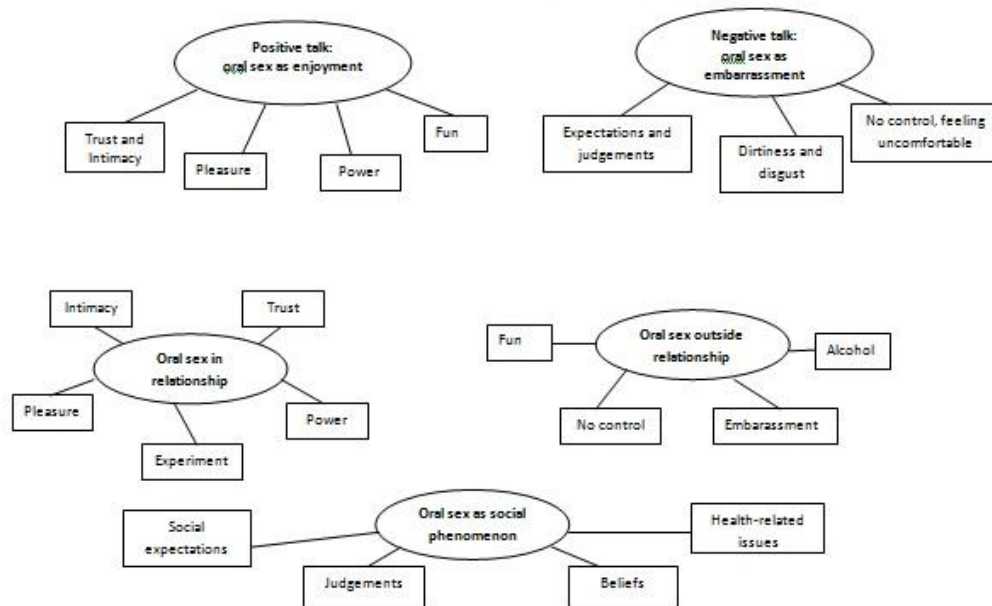 Positive talk:
oral sex as enjoyment
Trust and
Intimacy
Pleasure
Power
Fun
Negative talk:
oral sex as
embarrassment
Expectations and
judgements
Dirtiness and
disgust
No control, feeling
uncomfortable
Intimacy
Trust
Oral sex in
relationship
Pleasure
Power
Experiment
Oral sex outside
relationship
Fun
Alcohol
No control
Embarassment
Oral sex as social
phenomenon
Social
expectations
Health-related
issues
Judgements
Beliefs